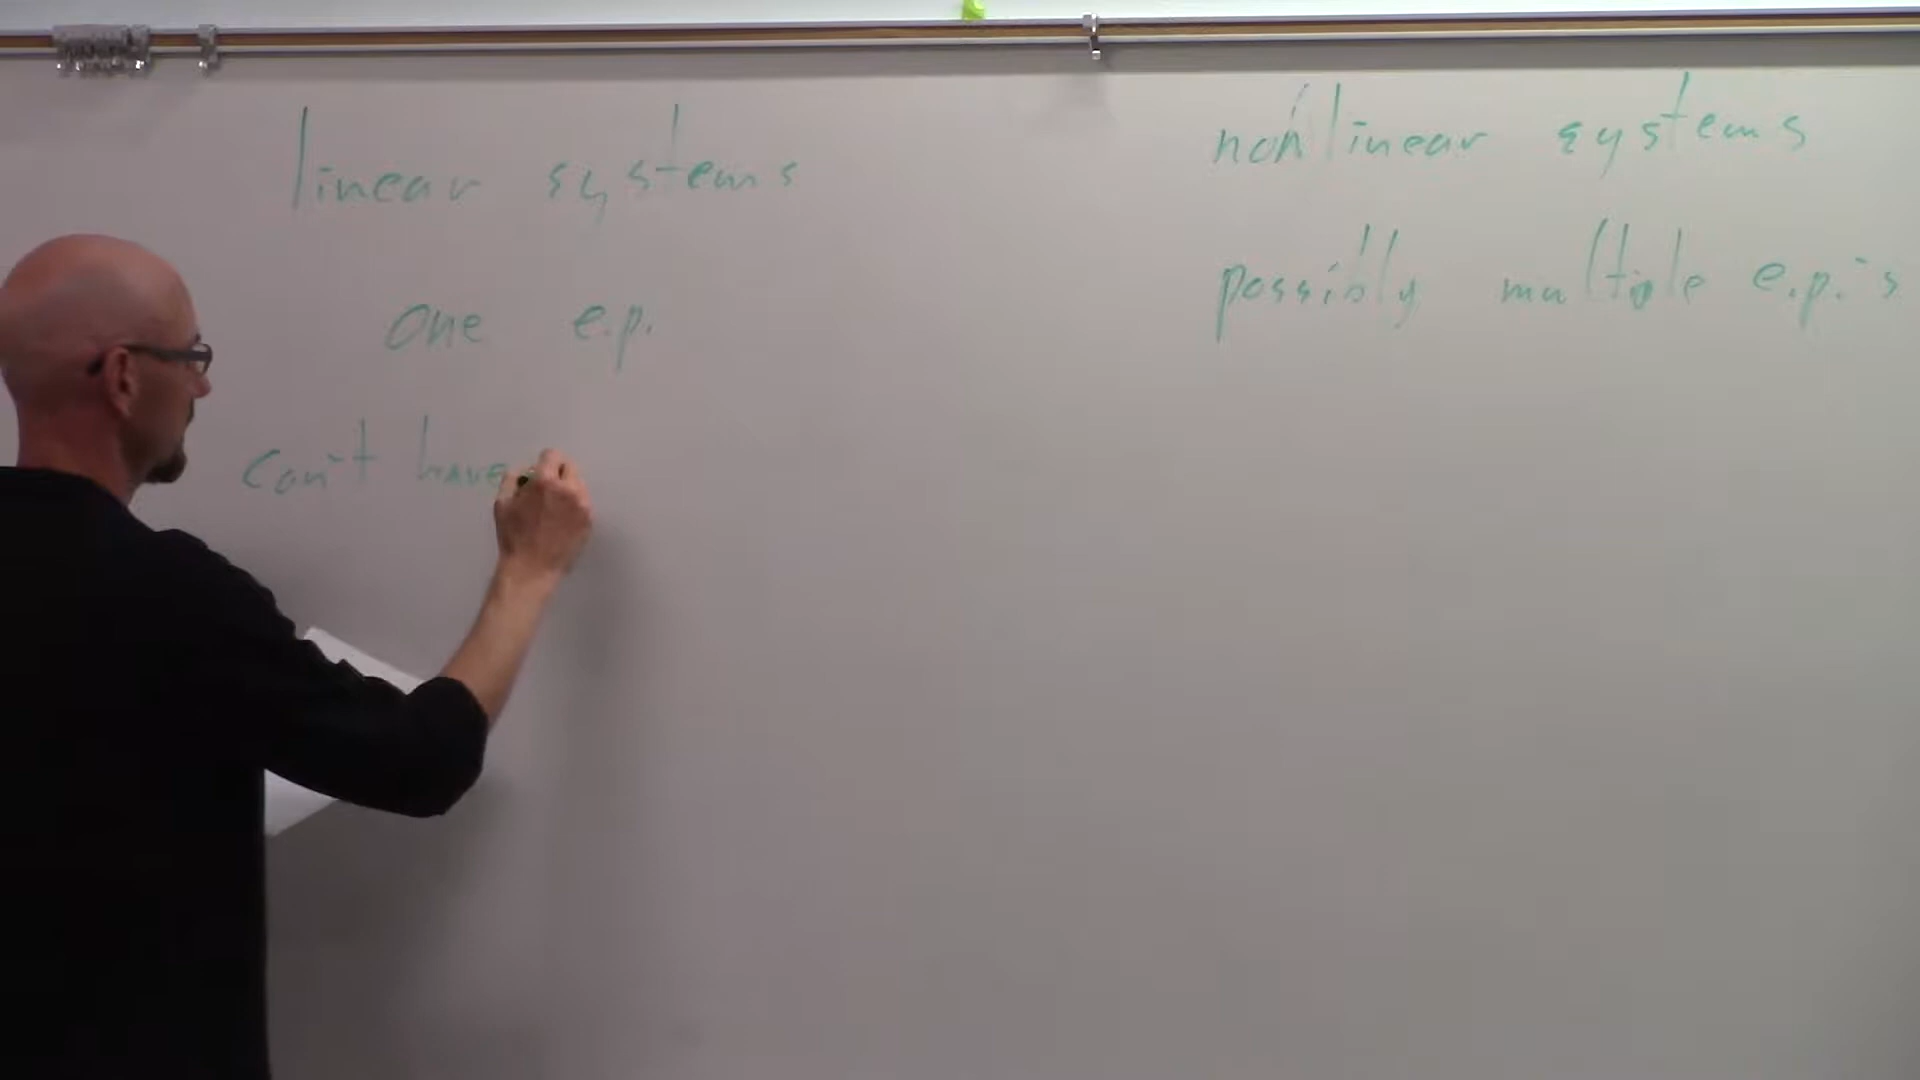 linear systems
one e.p.
can't have
nonlinear systems
possibly multiple e.p.'s